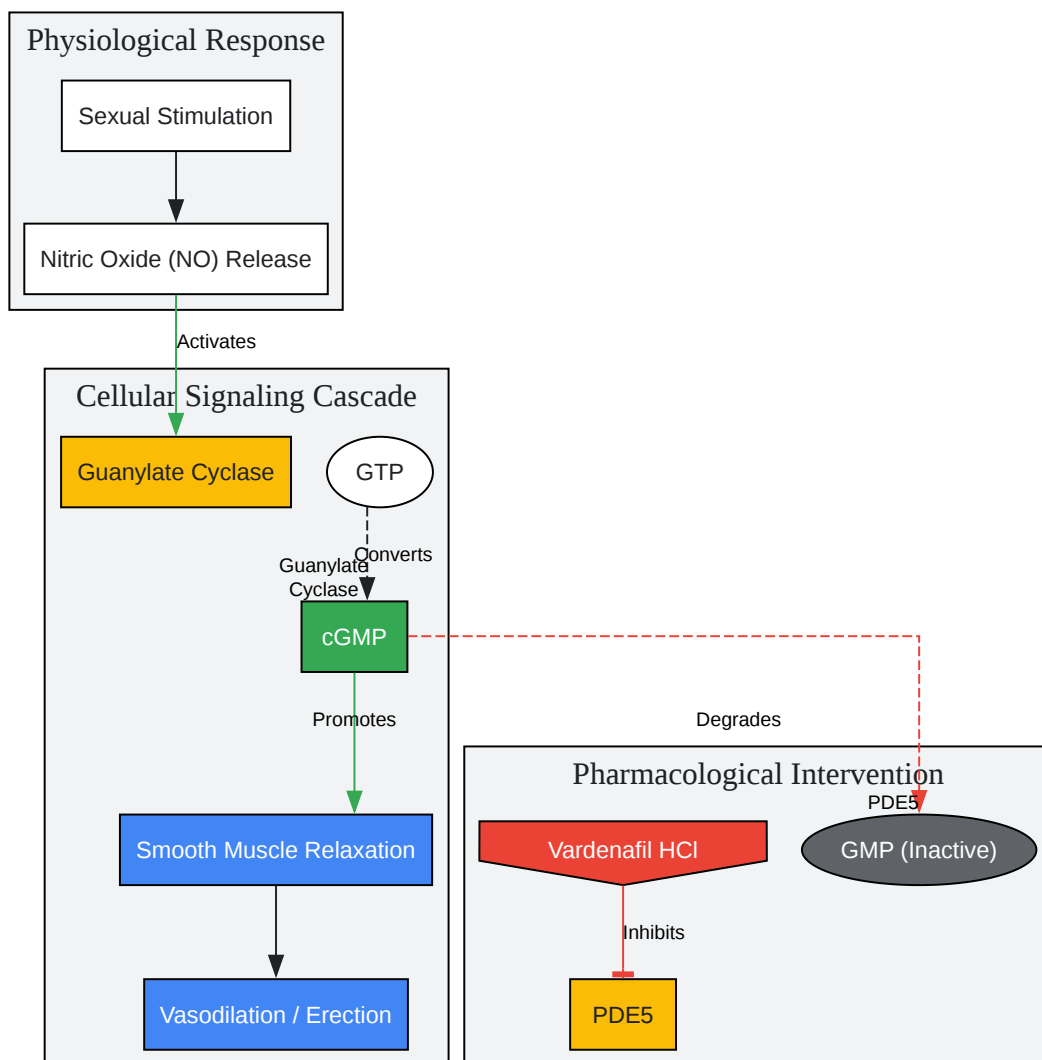 Physiological Response
Sexual Stimulation
Nitric Oxide (NO) Release
Activates
Cellular Signaling Cascade
Guanylate Cyclase
GTP
Converts
Guanylate
Cyclase
cGMP
Promotes
Degrades
Pharmacological Intervention
PDE5
Smooth Muscle Relaxation
Vardenafil HCl
GMP (Inactive)
Inhibits
Vasodilation / Erection
PDE5